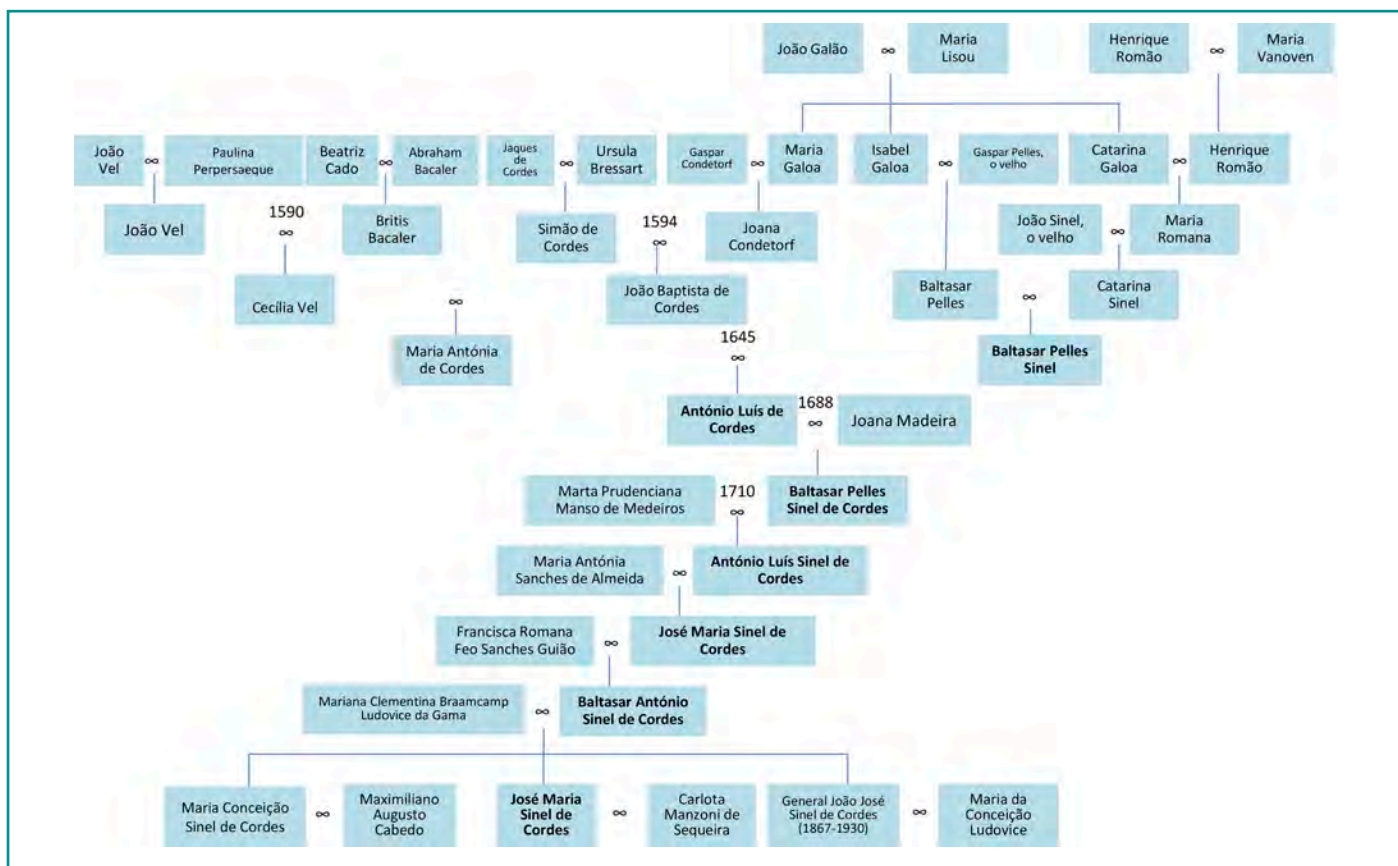 João Galão ∞ Maria
Lisou
Henrique
Romão ∞ Maria
Vanoven
João
Vel ∞ Paulina
Perpersaeque
Beatriz
Cado ∞ Abraham
Bacaler
Jaques
de
Cordes ∞ Ursula
Bressart
Gaspar
Condetorf ∞ Maria
Galoa
Isabel
Galoa ∞ Gaspar Pelles,
o velho
Catarina
Galoa ∞ Henrique
Romão
João Vel
1590
∞
Britis
Bacaler
Simão de
Cordes
1594
∞
Joana
Condetorf
João Sinel,
o velho ∞ Maria
Romana
Cecília Vel
∞
João Baptista de
Cordes
Baltasar
Pelles ∞ Catarina
Sinel
Maria Antónia
de Cordes
1645
∞
Baltasar Pelles
Sinel
António Luís de
Cordes
1688
∞
Joana Madeira
Marta Prudenciana
Manso de Medeiros
1710
∞
Baltasar Pelles
Sinel de Cordes
Maria Antónia
Sanches de Almeida
∞
António Luís Sinel de
Cordes
Francisca Romana
Feo Sanches Guião
∞
José Maria Sinel de
Cordes
Mariana Clementina Braamcamp
Ludovice da Gama
∞
Baltasar António
Sinel de Cordes
Maria Conceição
Sinel de Cordes
∞
Maximiliano
Augusto
Cabedo
José Maria
Sinel de
Cordes
∞
Carlota
Manzoni de
Sequeira
General João José
Sinel de Cordes
(1867-1930)
∞
Maria da
Conceição
Ludovice